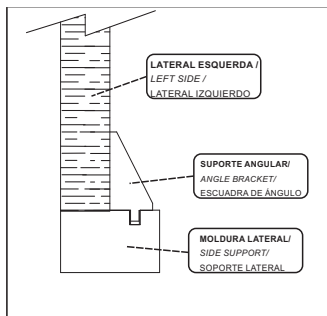 LATERAL ESQUERDA /
LEFT SIDE /
LATERAL IZQUIERDO
SUPORTE ANGULAR/
ANGLE BRACKET/
ESCUADRA DE ÁNGULO
MOLDURA LATERAL/
SIDE SUPPORT/
SOPORTE LATERAL